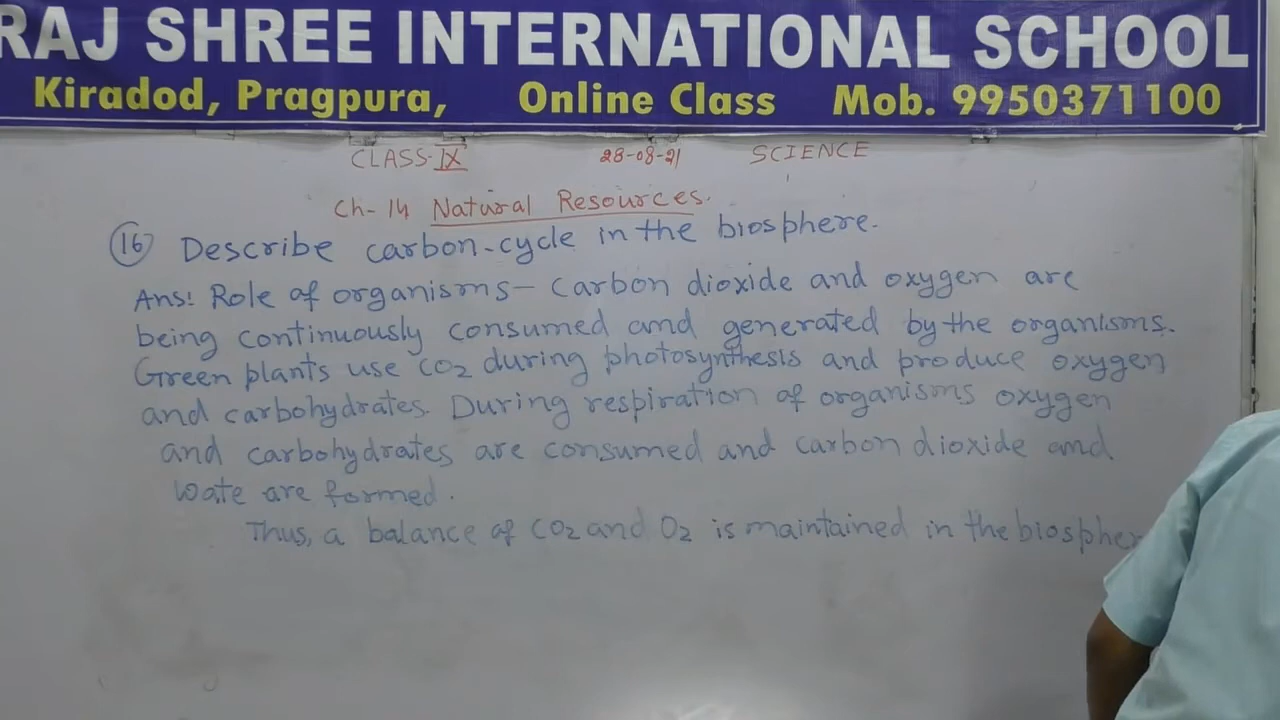 RAJ SHREE INTERNATIONAL SCHOOL
Kiradod, Pragpura, Online Class Mob. 9950371100
CLASS-IX 28-08-21 SCIENCE
Ch-14 Natural Resources.
16 Describe carbon-cycle in the biosphere.
Ans: Role of organisms- Carbon dioxide and oxygen are
being continuously consumed and generated by the organisms.
Green plants use CO2 during photosynthesis and produce oxygen
and carbohydrates. During respiration of organisms oxygen
and carbohydrates are consumed and carbon dioxide and
wate are formed.
Thus, a balance of CO2 and O2 is maintained in the biospher